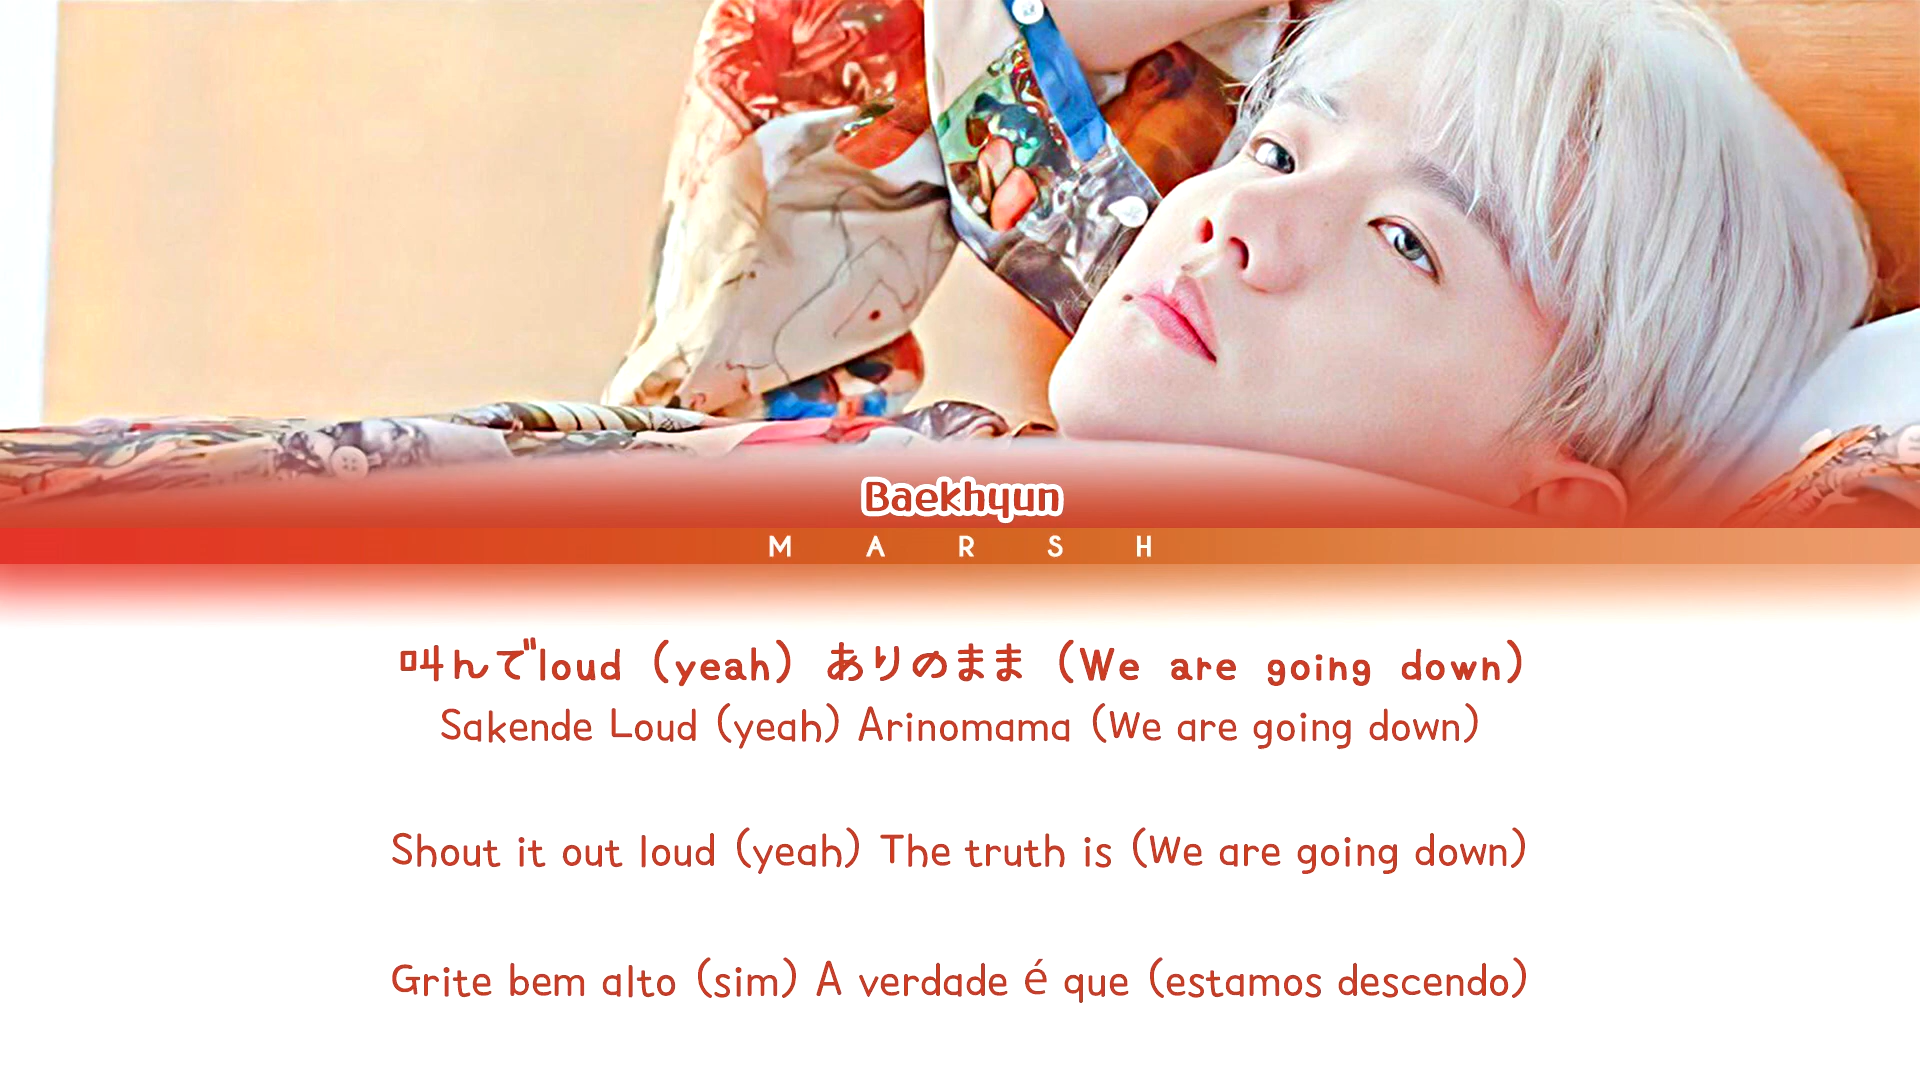 Baekhyun
MARSH
叫んでloud (yeah) ありのまま (We are going down)
Sakende Loud (yeah) Arinomama (We are going down)
Shout it out loud (yeah) The truth is (We are going down)
Grite bem alto (sim) A verdade é que (estamos descendo)